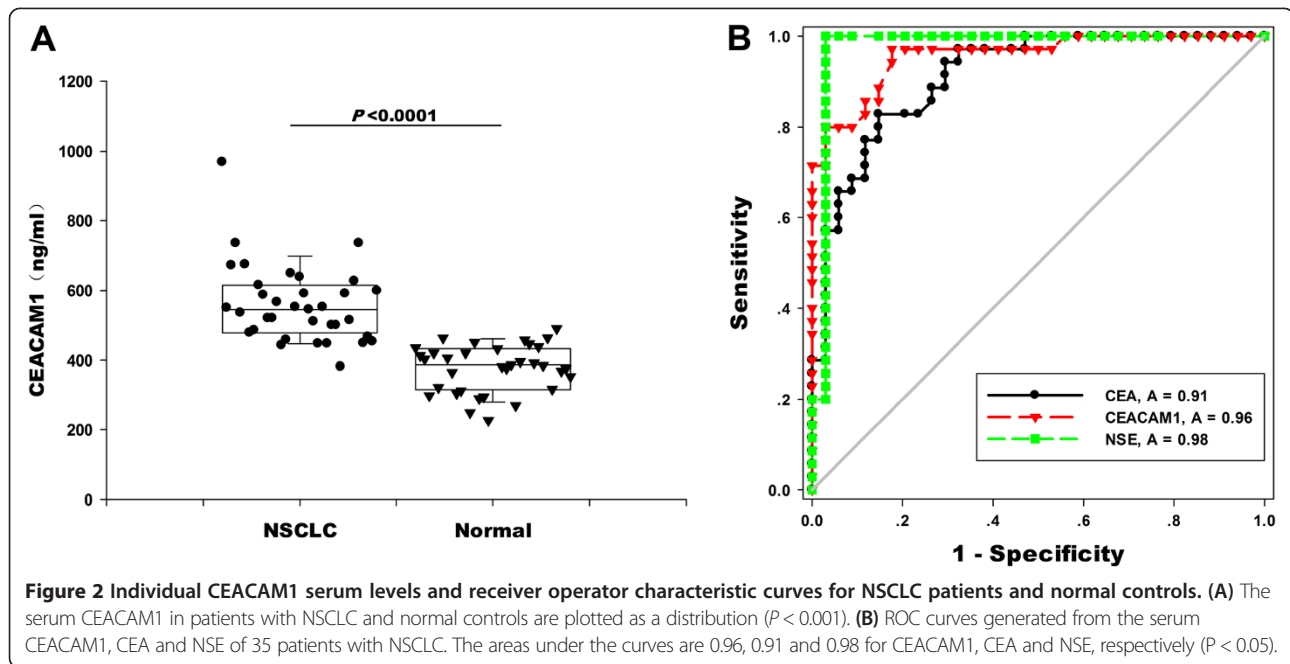 A
1200
1000
800
600
400
200
0
CEACAM1（ng/ml）
P<0.0001
NSCLC
Normal
B
1.0
.8
.6
.4
.2
0.0
Sensitivity
CEA, A = 0.91
CEACAM1, A = 0.96
NSE, A = 0.98
0.0 .2 .4 .6 .8 1.0
1 - Specificity
Figure 2 Individual CEACAM1 serum levels and receiver operator characteristic curves for NSCLC patients and normal controls. (A) The
serum CEACAM1 in patients with NSCLC and normal controls are plotted as a distribution (P < 0.001). (B) ROC curves generated from the serum
CEACAM1, CEA and NSE of 35 patients with NSCLC. The areas under the curves are 0.96, 0.91 and 0.98 for CEACAM1, CEA and NSE, respectively (P < 0.05).